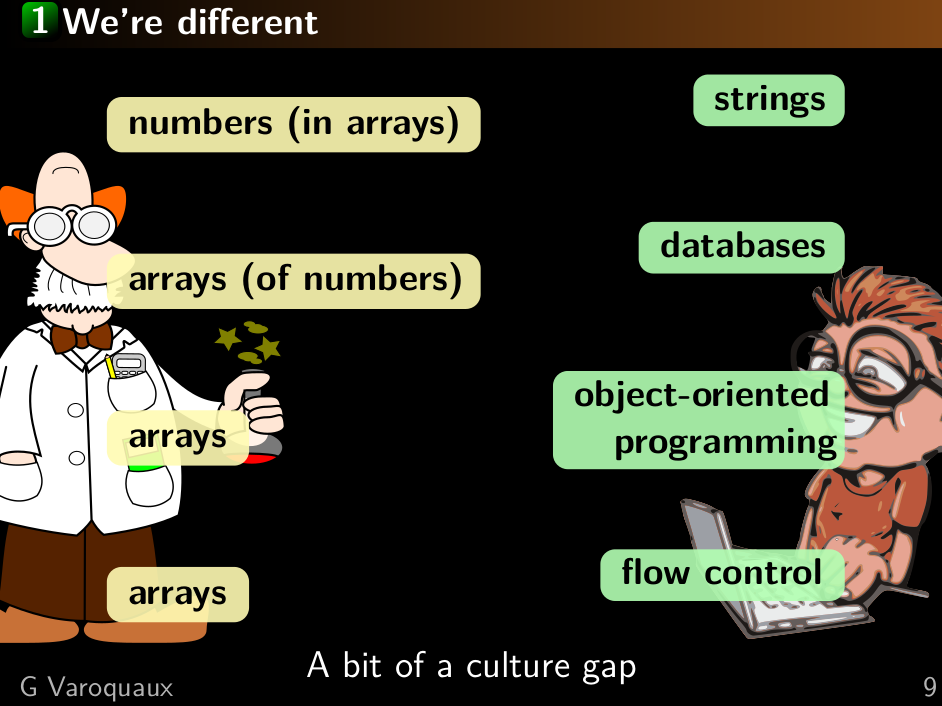 1 We're different
numbers (in arrays)
strings
arrays (of numbers)
databases
arrays
object-oriented
programming
arrays
flow control
A bit of a culture gap
G Varoquaux
9